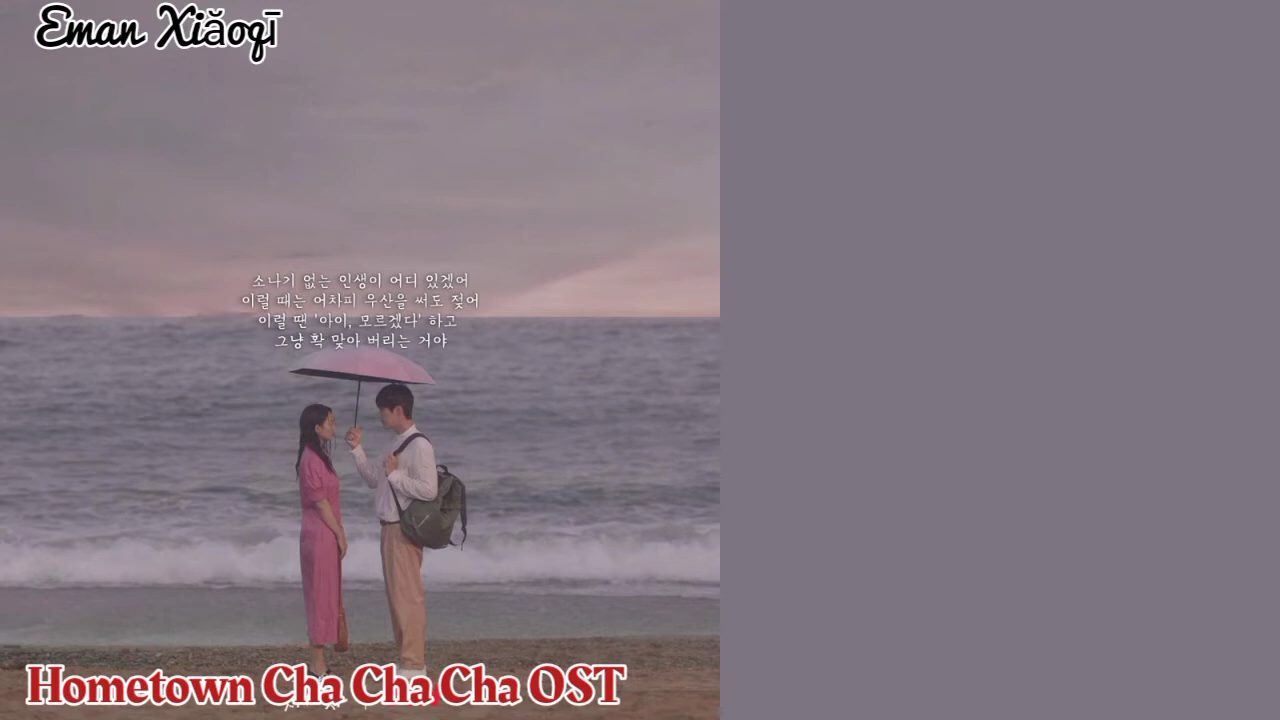 Eman Xiǎoqī
소나기 없는 인생이 어디 있겠어
이럴 때는 어차피 우산을 써도 젖어
이럴 땐 '아이, 모르겠다' 하고
그냥 확 맞아 버리는 거야
Hometown Cha Cha Cha OST